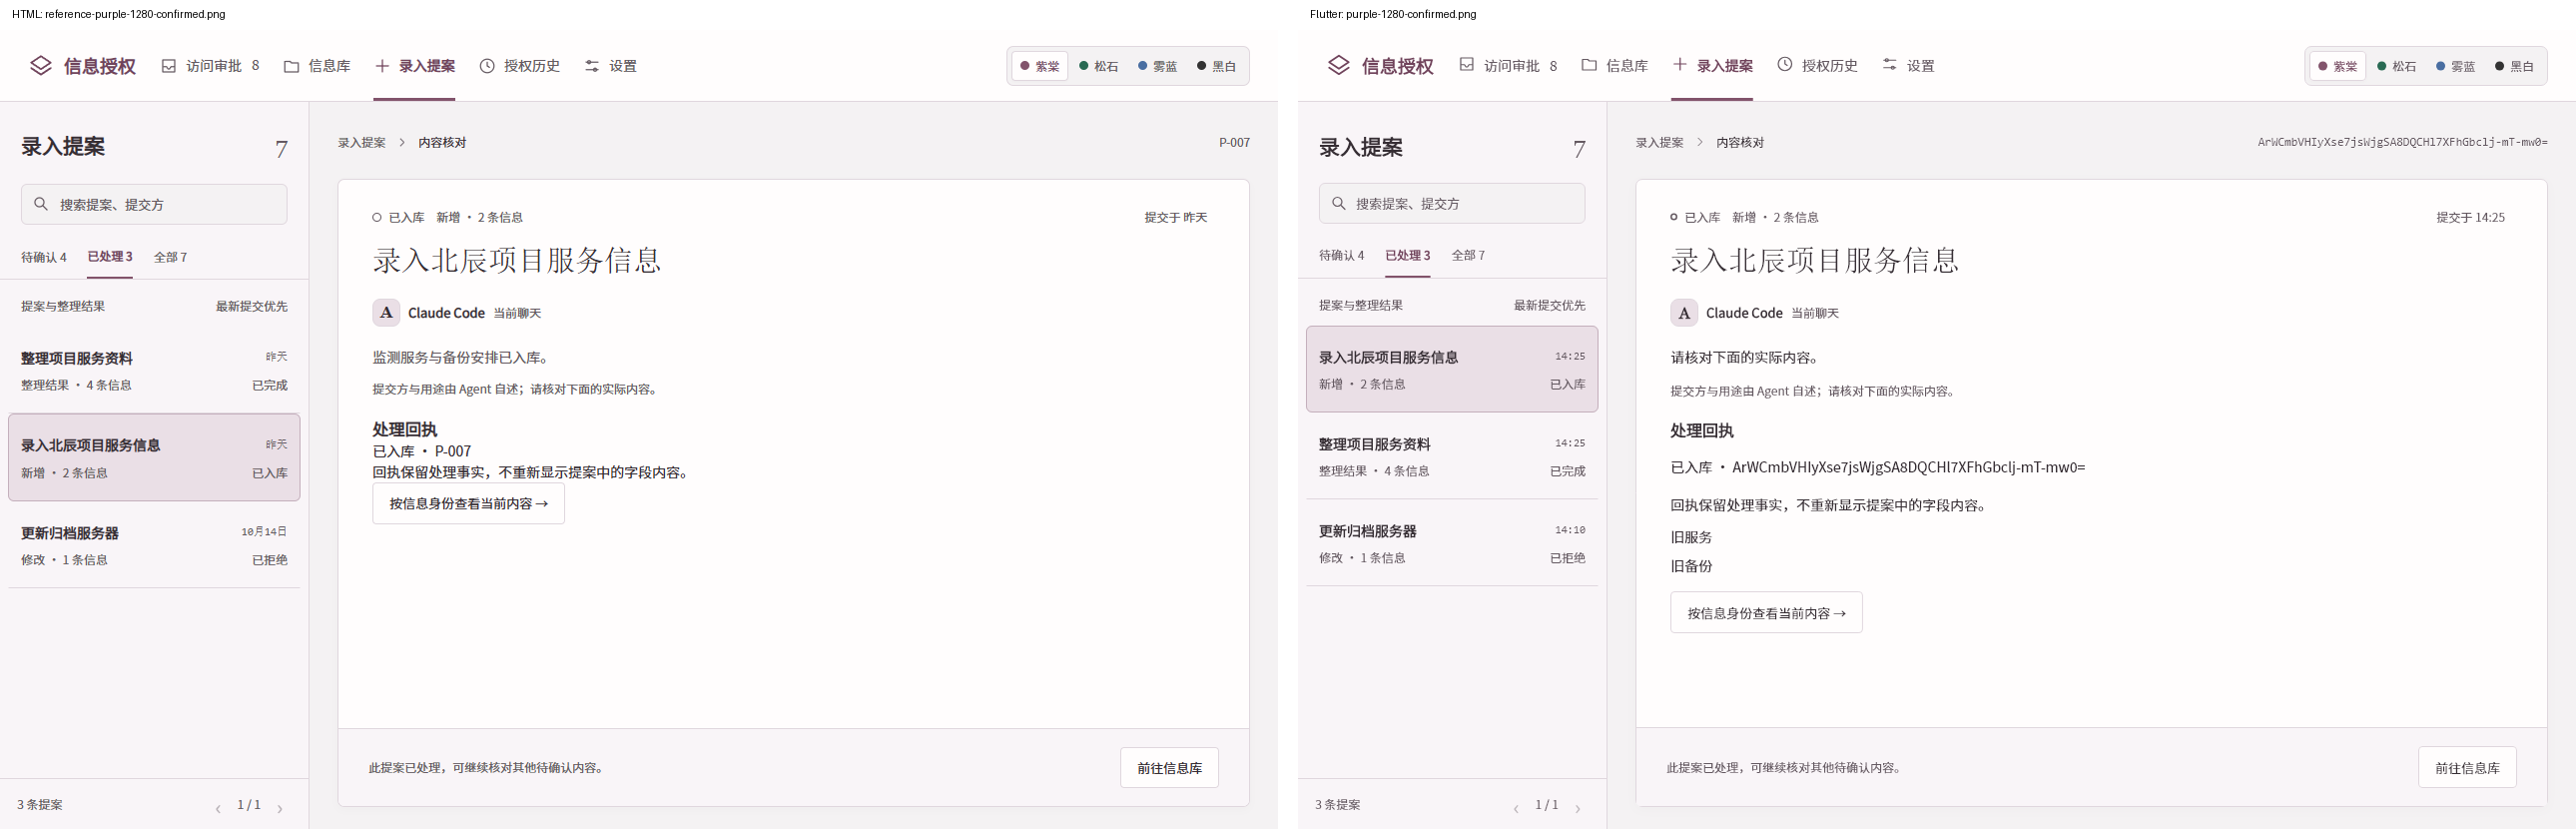 HTML: reference-purple-1280-confirmed.png
信息授权 访问审批 8 信息库 录入提案 授权历史 设置 紫棠 松石 雾蓝 黑白
录入提案 7
搜索提案、提交方
待确认 4 已处理 3 全部 7
提案与整理结果 最新提交优先
整理项目服务资料 昨天
整理结果 · 4 条信息 已完成
录入北辰项目服务信息 昨天
新增 · 2 条信息 已入库
更新归档服务器 10月14日
修改 · 1 条信息 已拒绝
3 条提案 ‹ 1 / 1 ›
录入提案 > 内容核对 P-007
已入库 新增 · 2 条信息 提交于 昨天
录入北辰项目服务信息
A Claude Code 当前聊天
监测服务与备份安排已入库。
提交方与用途由 Agent 自述；请核对下面的实际内容。
处理回执
已入库 · P-007
回执保留处理事实，不重新显示提案中的字段内容。
按信息身份查看当前内容 →
此提案已处理，可继续核对其他待确认内容。 前往信息库
Flutter: purple-1280-confirmed.png
信息授权 访问审批 8 信息库 录入提案 授权历史 设置 紫棠 松石 雾蓝 黑白
录入提案 7
搜索提案、提交方
待确认 4 已处理 3 全部 7
提案与整理结果 最新提交优先
录入北辰项目服务信息 14:25
新增 · 2 条信息 已入库
整理项目服务资料 14:25
整理结果 · 4 条信息 已完成
更新归档服务器 14:10
修改 · 1 条信息 已拒绝
3 条提案 ‹ 1 / 1 ›
录入提案 > 内容核对 ArWCmbVHIyXse7jsWjgSA8DQCHl7XFhGbclj-mT-mw0=
已入库 新增 · 2 条信息 提交于 14:25
录入北辰项目服务信息
A Claude Code 当前聊天
请核对下面的实际内容。
提交方与用途由 Agent 自述；请核对下面的实际内容。
处理回执
已入库 · ArWCmbVHIyXse7jsWjgSA8DQCHl7XFhGbclj-mT-mw0=
回执保留处理事实，不重新显示提案中的字段内容。
旧服务
旧备份
按信息身份查看当前内容 →
此提案已处理，可继续核对其他待确认内容。 前往信息库